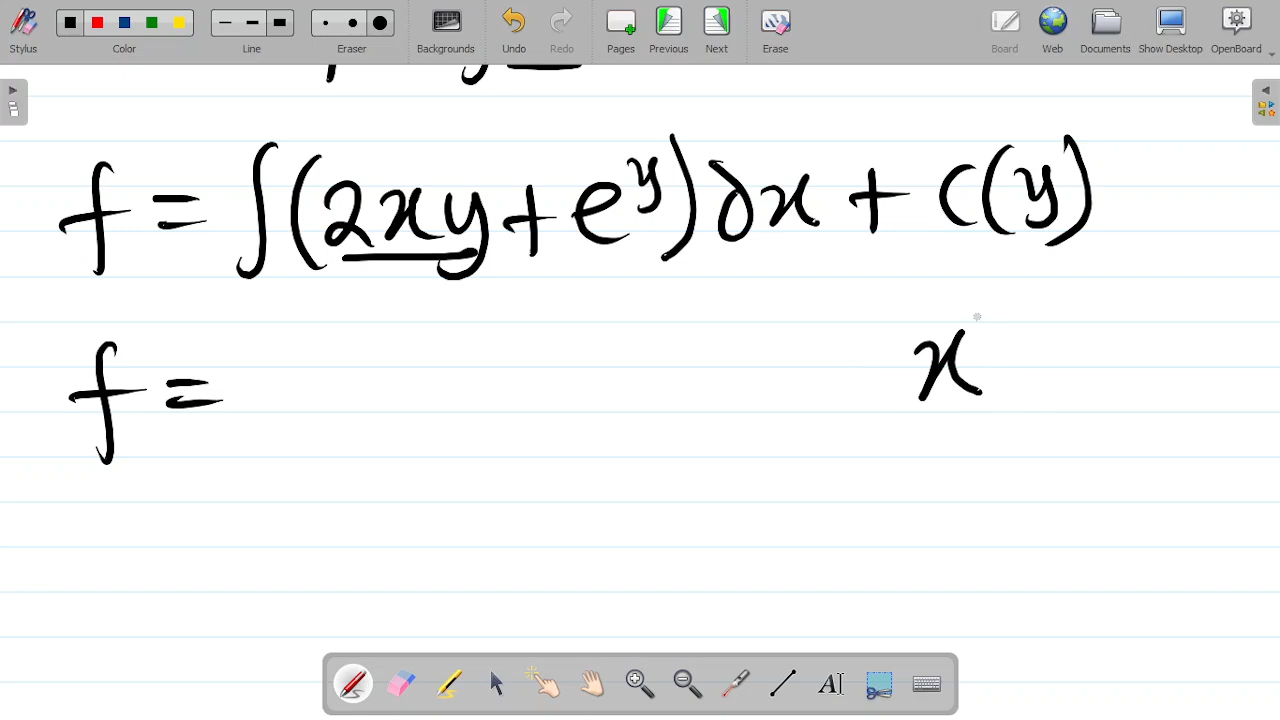 Stylus Color Line Eraser Backgrounds Undo Redo Pages Previous Next Erase Board Web Documents Show Desktop OpenBoard
f = ∫(2xy + e^y)∂x + c(y)
f = x